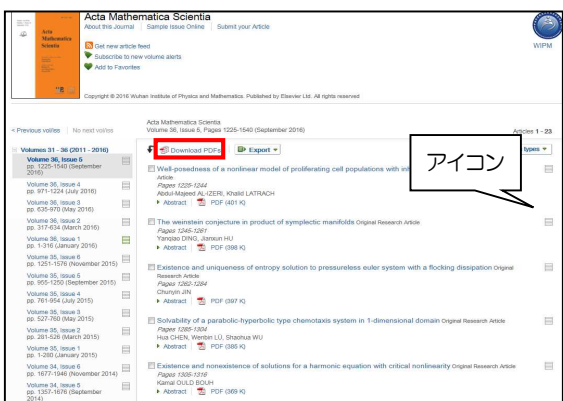 Acta Mathematica Scientia
About this Journal | Sample Issue Online | Submit your Article
Acta
Mathematica
Scientia
Get new article feed
Subscribe to new volume alerts
Add to Favorites
WIPM
Copyright © 2016 Wuhan Institute of Physics and Mathematics. Published by Elsevier Ltd. All rights reserved
< Previous vol/iss | No next vol/iss
Acta Mathematica Scientia
Volume 36, Issue 5, Pages 1225-1540 (September 2016)
Articles 1 - 23
Download PDFs
Export
types
アイコン
Volumes 31 - 36 (2011 - 2016)
Volume 36, Issue 5
pp. 1225-1540 (September
2016)
Volume 36, Issue 4
pp. 971-1224 (July 2016)
Volume 36, Issue 3
pp. 635-970 (May 2016)
Volume 36, Issue 2
pp. 317-634 (March 2016)
Volume 36, Issue 1
pp. 1-316 (January 2016)
Volume 35, Issue 6
pp. 1251-1576 (November 2015)
Volume 35, Issue 5
pp. 955-1250 (September 2015)
Volume 35, Issue 4
pp. 761-954 (July 2015)
Volume 35, Issue 3
pp. 527-760 (May 2015)
Volume 35, Issue 2
pp. 281-526 (March 2015)
Volume 35, Issue 1
pp. 1-280 (January 2015)
Volume 34, Issue 6
pp. 1677-1946 (November 2014)
Volume 34, Issue 5
pp. 1357-1676 (September
2014)
Well-posedness of a nonlinear model of proliferating cell populations with
Article
Pages 1225-1244
Abdul-Majeed AL-IZERI, Khalid LATRACH
Abstract | PDF (401 K)
The weinstein conjecture in product of symplectic manifolds Original Research Article
Pages 1245-1261
Yanqiao DING, Jianxun HU
Abstract | PDF (398 K)
Existence and uniqueness of entropy solution to pressureless euler system with a flocking dissipation Original
Research Article
Pages 1262-1284
Chunyin JIN
Abstract | PDF (397 K)
Solvability of a parabolic-hyperbolic type chemotaxis system in 1-dimensional domain Original Research Article
Pages 1285-1304
Hua CHEN, Wenbin LÜ, Shaohua WU
Abstract | PDF (385 K)
Existence and nonexistence of solutions for a harmonic equation with critical nonlinearity Original Research Article
Pages 1305-1316
Kamal OULD BOUH
Abstract | PDF (369 K)